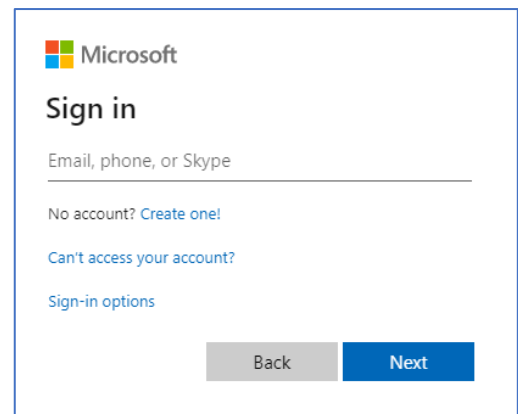 Microsoft
Sign in
Email, phone, or Skype
No account? Create one!
Can't access your account?
Sign-in options
Back Next